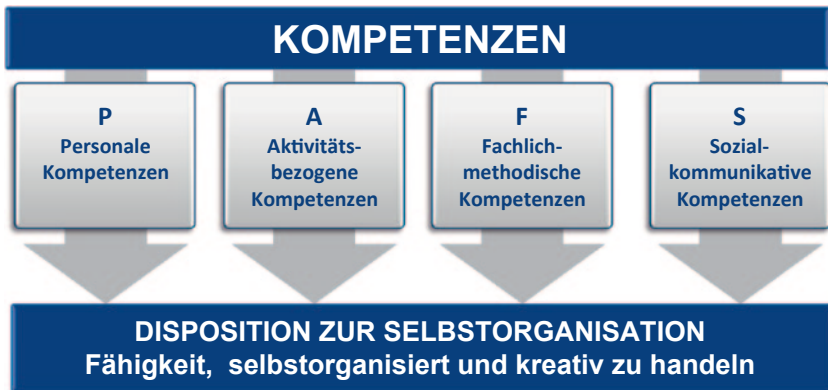 KOMPETENZEN
P
Personale
Kompetenzen
A
Aktivitäts-
bezogene
Kompetenzen
F
Fachlich-
methodische
Kompetenzen
S
Sozial-
kommunikative
Kompetenzen
DISPOSITION ZUR SELBSTORGANISATION
Fähigkeit, selbstorganisiert und kreativ zu handeln